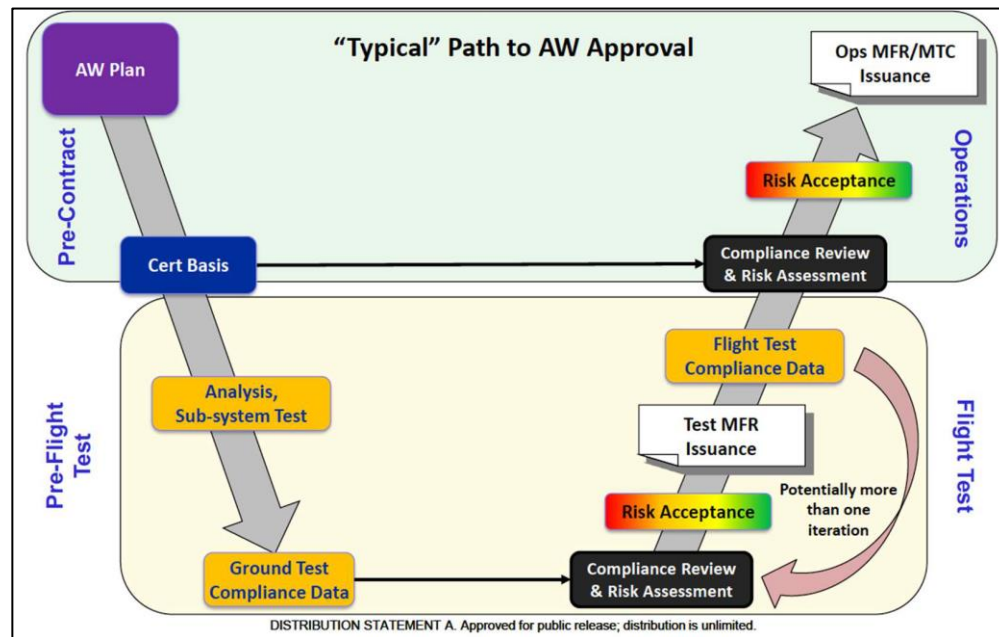 “Typical” Path to AW Approval
AW Plan
Ops MFR/MTC
Issuance
Pre-Contract
Operations
Risk Acceptance
Cert Basis
Compliance Review
& Risk Assessment
Flight Test
Compliance Data
Analysis,
Sub-system Test
Test MFR
Issuance
Pre-Flight
Test
Flight Test
Potentially more
than one
iteration
Risk Acceptance
Ground Test
Compliance Data
Compliance Review
& Risk Assessment
DISTRIBUTION STATEMENT A. Approved for public release; distribution is unlimited.